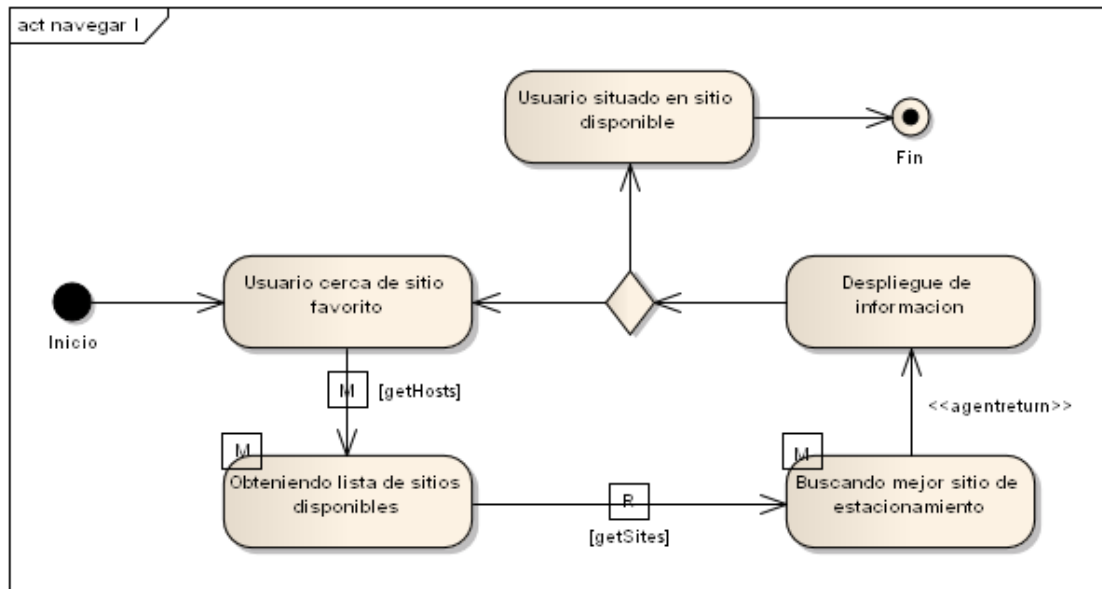 act navegar I
Usuario situado en sitio
disponible
Fin
Usuario cerca de sitio
favorito
Despliegue de
informacion
Inicio
M
[getHosts]
<<agentreturn>>
M
Obteniendo lista de sitios
disponibles
R
[getSites]
M
Buscando mejor sitio de
estacionamiento